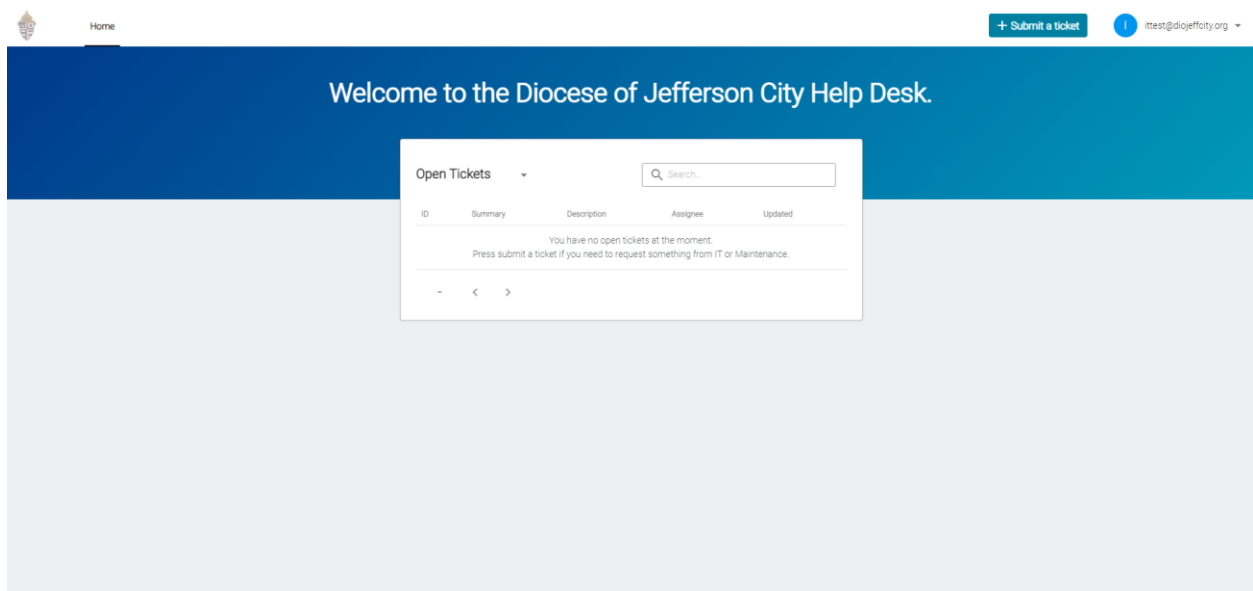 Home
+ Submit a ticket
I
ittest@diojeffcity.org
Welcome to the Diocese of Jefferson City Help Desk.
Open Tickets
Search...
ID Summary Description Assignee Updated
You have no open tickets at the moment.
Press submit a ticket if you need to request something from IT or Maintenance.
-